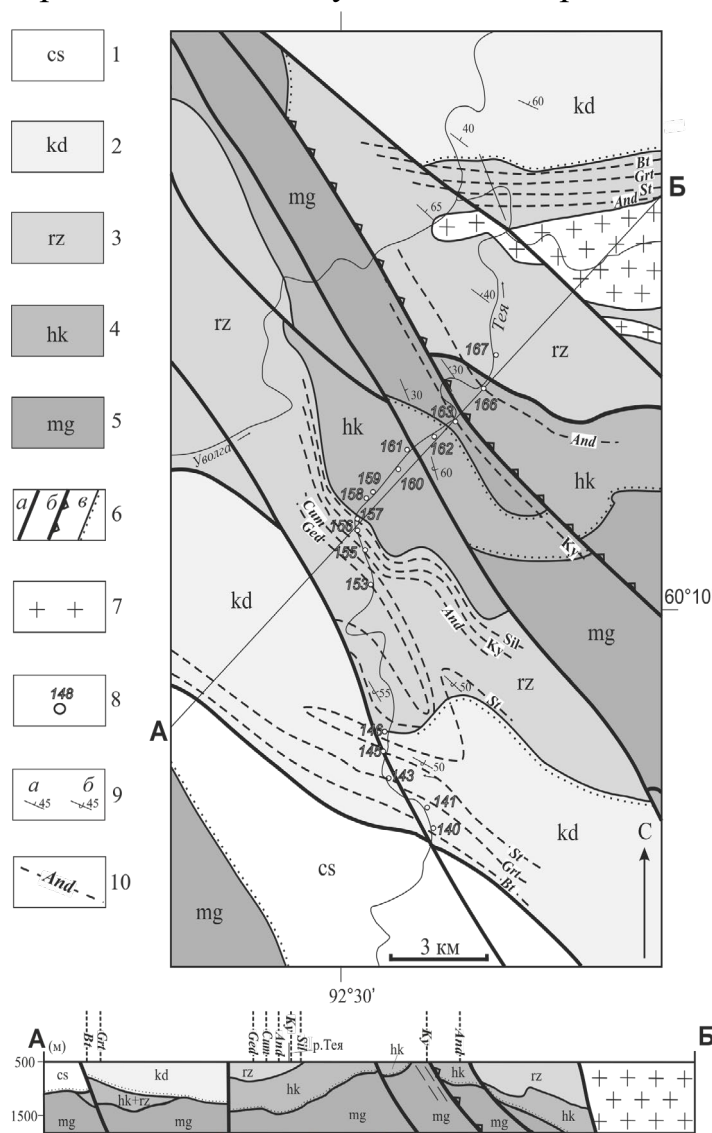 cs 1
kd 2
rz 3
hk 4
mg 5
а б в 6
+ + 7
148 8
а б 9
45 45
And 10
60
kd
40
Bt
Grt
St
And
Б
mg
65
40
Тея
rz
167
rz
30
166
30
163
And
hk
161
162
hk
Уволга
159
160
60
158
Cum
157
156
Ged
Ky
155
153
60°10
kd
And
Ky
Sil
mg
rz
55
50
St
А
146
145
50
143
141
140
kd
St
Grt
Bt
С
cs
mg
3 км
92°30'
А (м)
Bt
Grt
Ged
Cum
And
Ky
Sil
р.Тея
Ky
And
Б
500
cs
kd
rz
hk
hk
hk
rz
hk+rz
hk
mg
hk
1500
mg
mg
mg
mg
mg